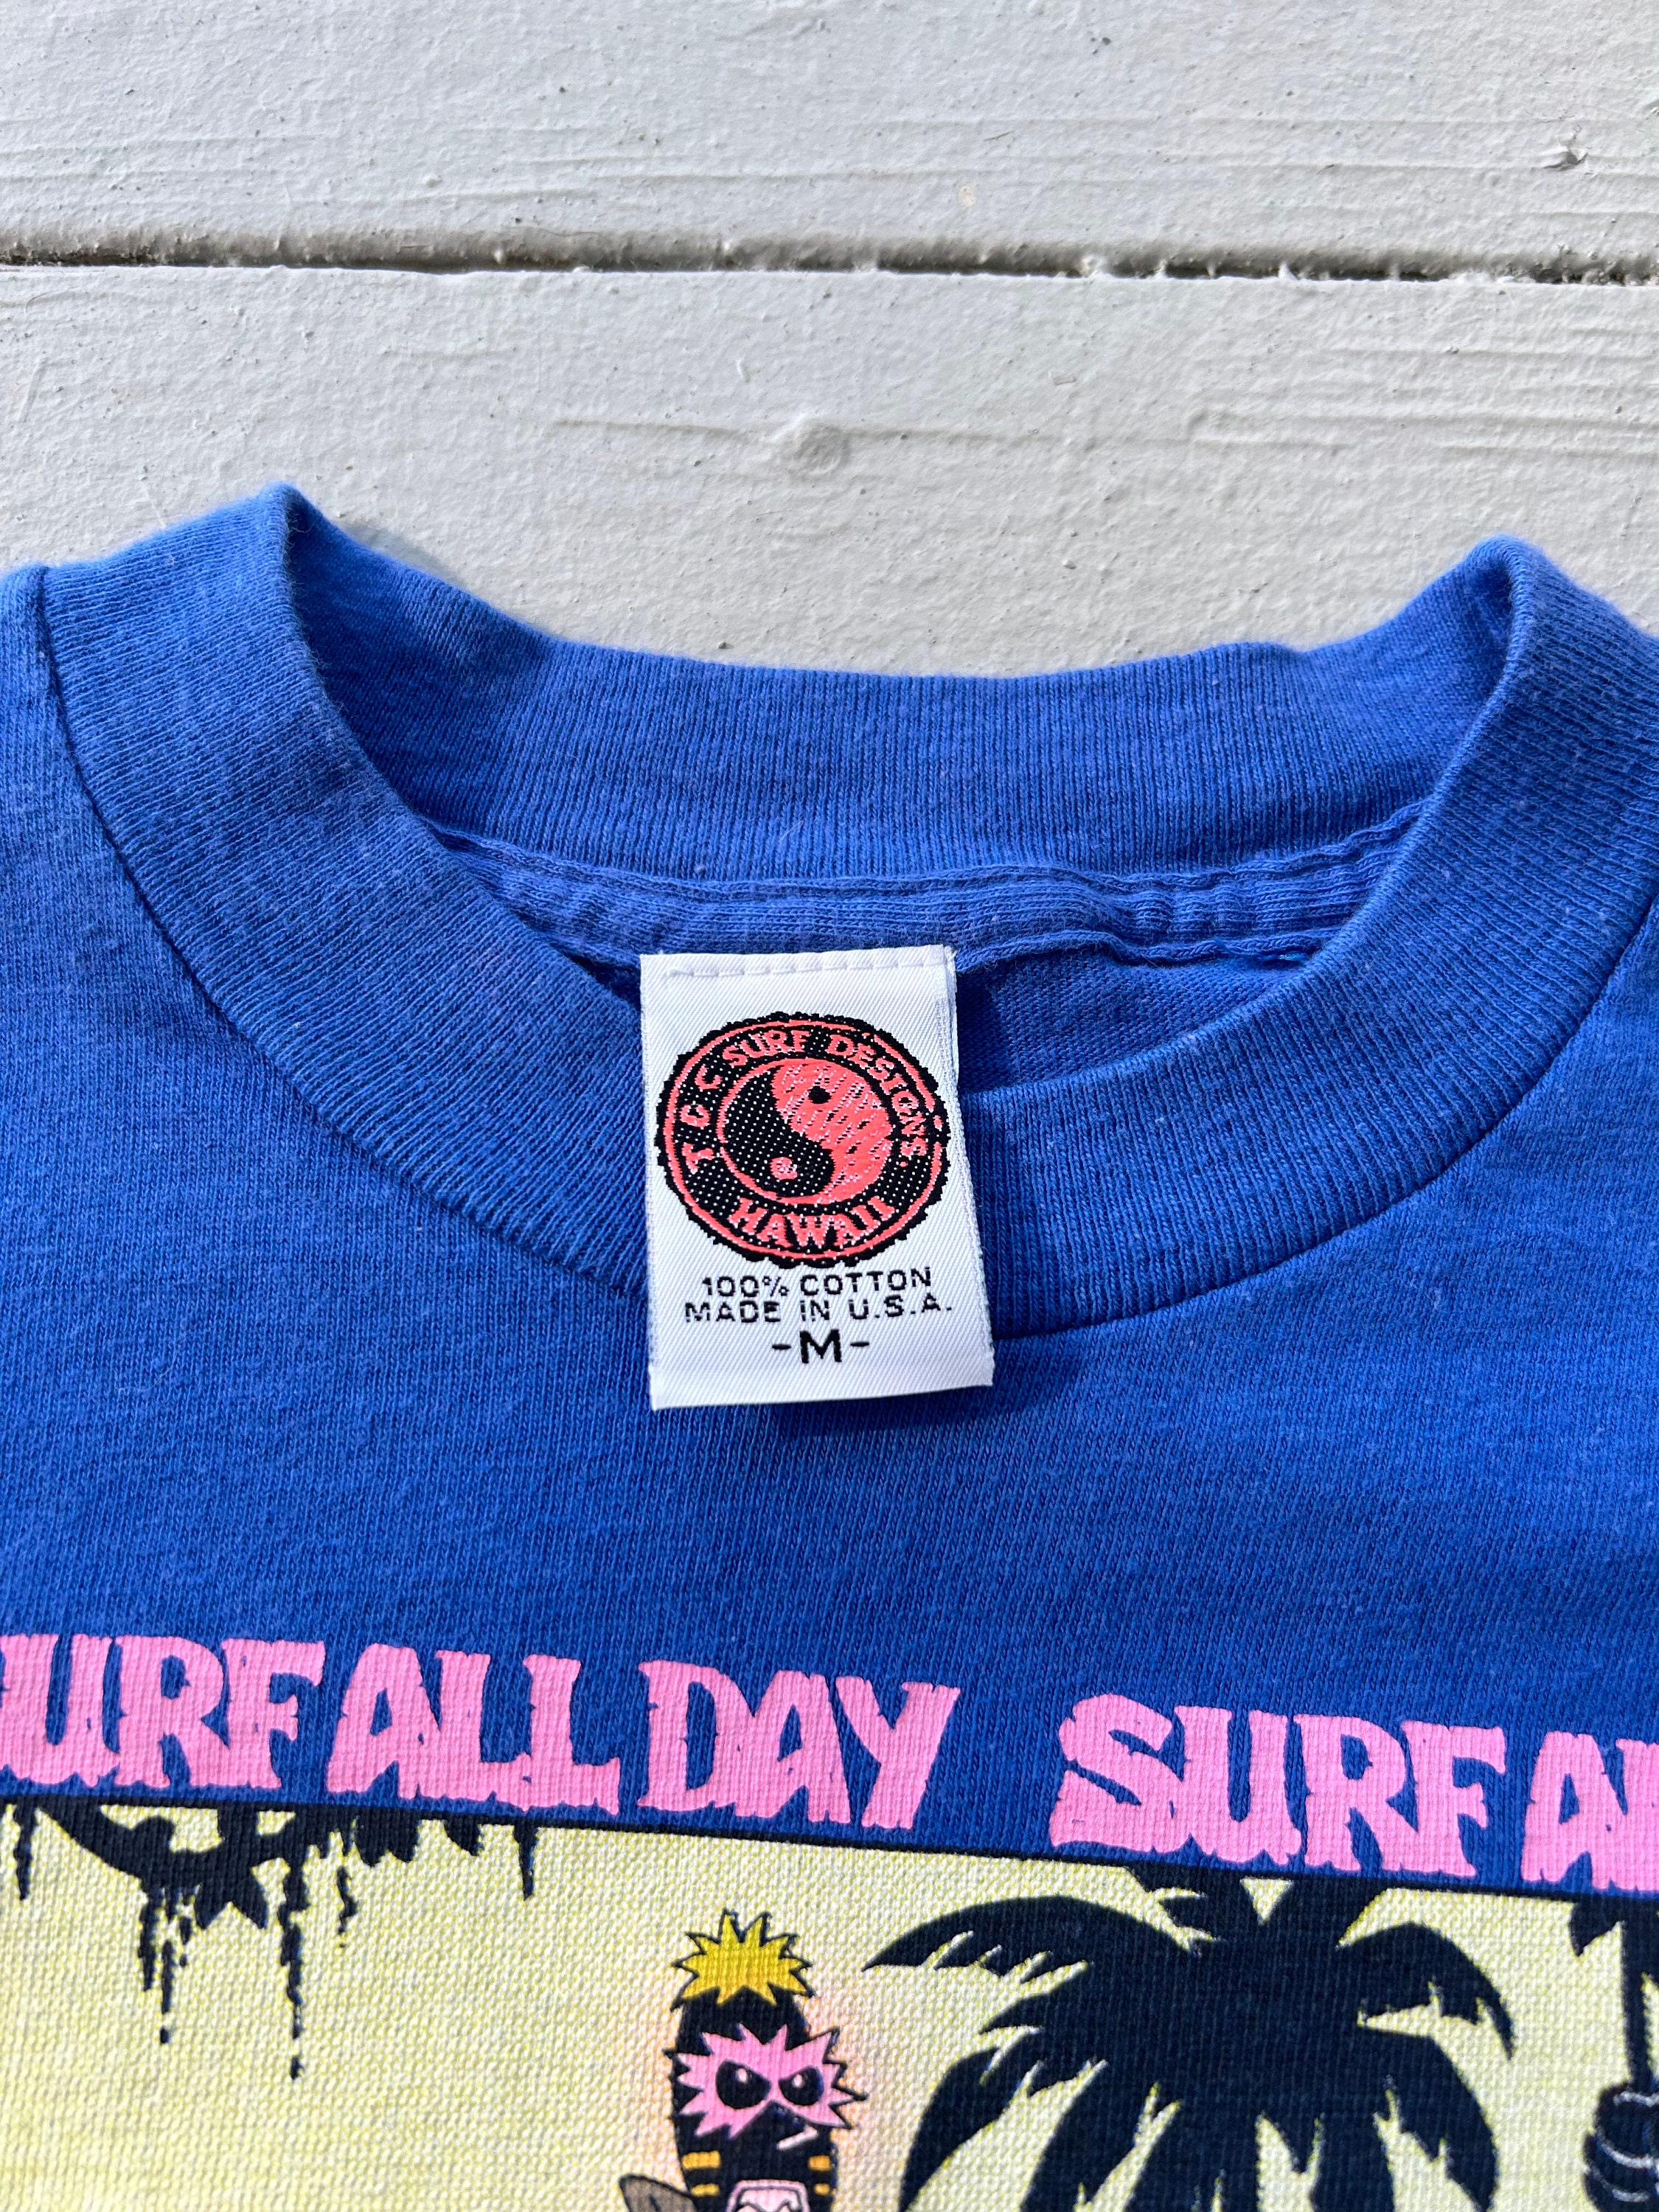 T&C SURF DESIGNS.
HAWAII
100% COTTON
MADE IN U.S.A.
-M-
SURF ALL DAY SURF